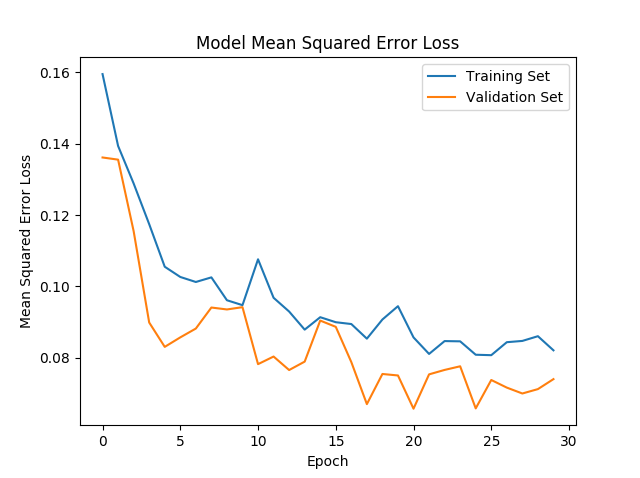 Model Mean Squared Error Loss
Training Set
Validation Set
0.16
0.14
0.12
0.10
0.08
Mean Squared Error Loss
0 5 10 15 20 25 30
Epoch